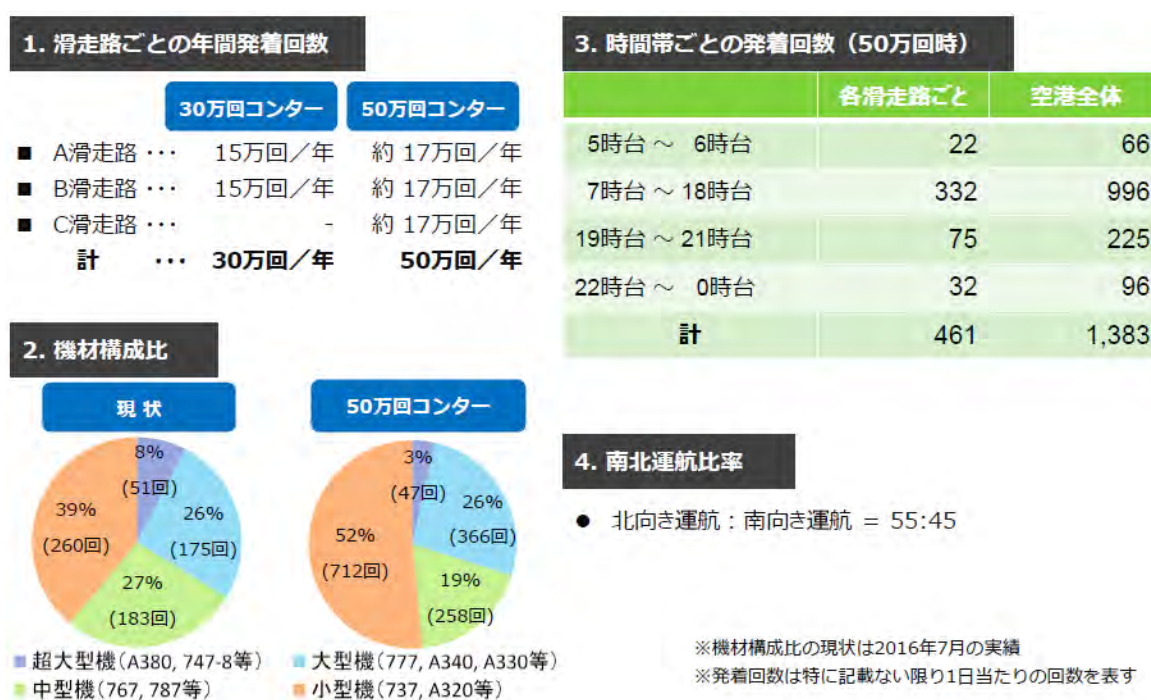 1. 滑走路ごとの年間発着回数
30万回コンター 50万回コンター
■ A滑走路 ･･･ 15万回／年 約 17万回／年
■ B滑走路 ･･･ 15万回／年 約 17万回／年
■ C滑走路 ･･･ - 約 17万回／年
計 ･･･ 30万回／年 50万回／年
2. 機材構成比
現 状
8%
(51回)
26%
(175回)
27%
(183回)
39%
(260回)
50万回コンター
3%
(47回)
26%
(366回)
19%
(258回)
52%
(712回)
■ 超大型機(A380, 747-8等) ■ 大型機(777, A340, A330等)
■ 中型機(767, 787等) ■ 小型機(737, A320等)
3. 時間帯ごとの発着回数（50万回時）
各滑走路ごと 空港全体
5時台 ～ 6時台 22 66
7時台 ～ 18時台 332 996
19時台 ～ 21時台 75 225
22時台 ～ 0時台 32 96
計 461 1,383
4. 南北運航比率
● 北向き運航 : 南向き運航 = 55:45
※機材構成比の現状は2016年7月の実績
※発着回数は特に記載ない限り1日当たりの回数を表す